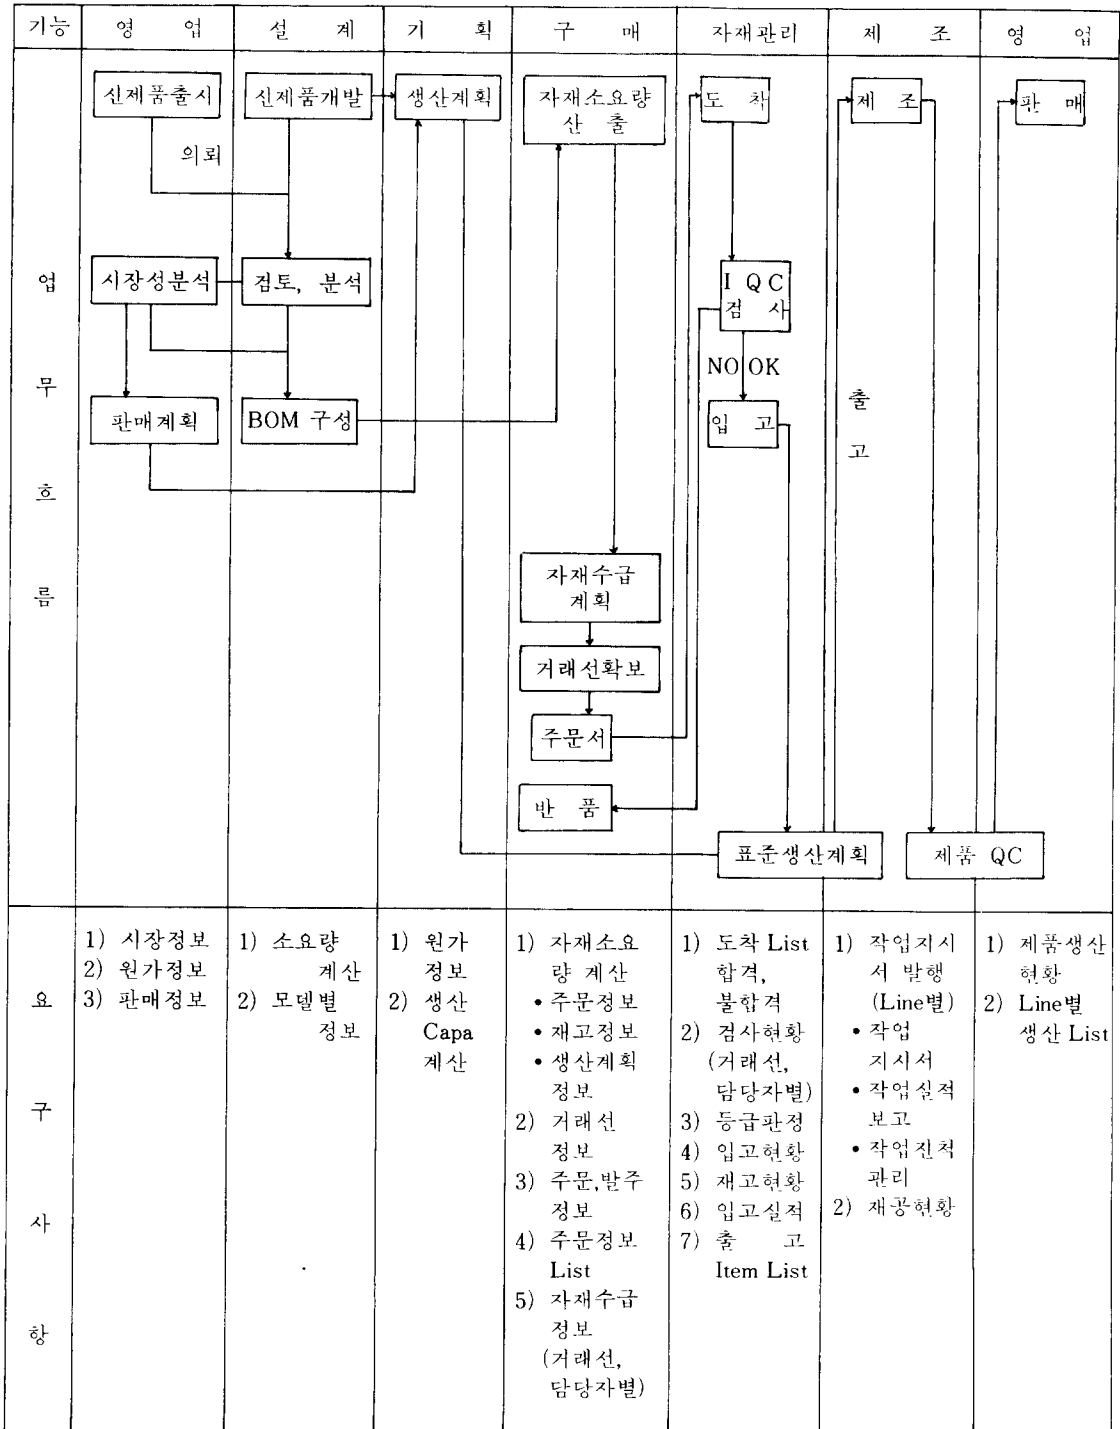 기능 영 업 설 계 기 획 구 매 자재관리 제 조 영 업
신제품출시 신제품개발 생산계획 자재소요량 도 착 제 조 판 매
산 출
의뢰
업 시장성분석 검토, 분석 I Q C
검 사
무 NO OK 출
판매계획 BOM 구성 입 고
고
흐
름 자재수급
계획
거래선확보
주문서
반 품
표준생산계획 제품 QC
요
구
사
항
1) 시장정보
2) 원가정보
3) 판매정보
1) 소요량
계산
2) 모델별
정보
1) 원가
정보
2) 생산
Capa
계산
1) 자재소요
량 계산
• 주문정보
• 재고정보
• 생산계획
정보
2) 거래선
정보
3) 주문,발주
정보
4) 주문정보
List
5) 자재수급
정보
(거래선,
담당자별)
1) 도착 List
합격,
불합격
2) 검사현황
(거래선,
담당자별)
3) 등급판정
4) 입고현황
5) 재고현황
6) 입고실적
7) 출 고
Item List
1) 작업지시
서 발행
(Line별)
• 작업
지시서
• 작업실적
보고
• 작업진척
관리
2) 재공현황
1) 제품생산
현황
2) Line별
생산 List